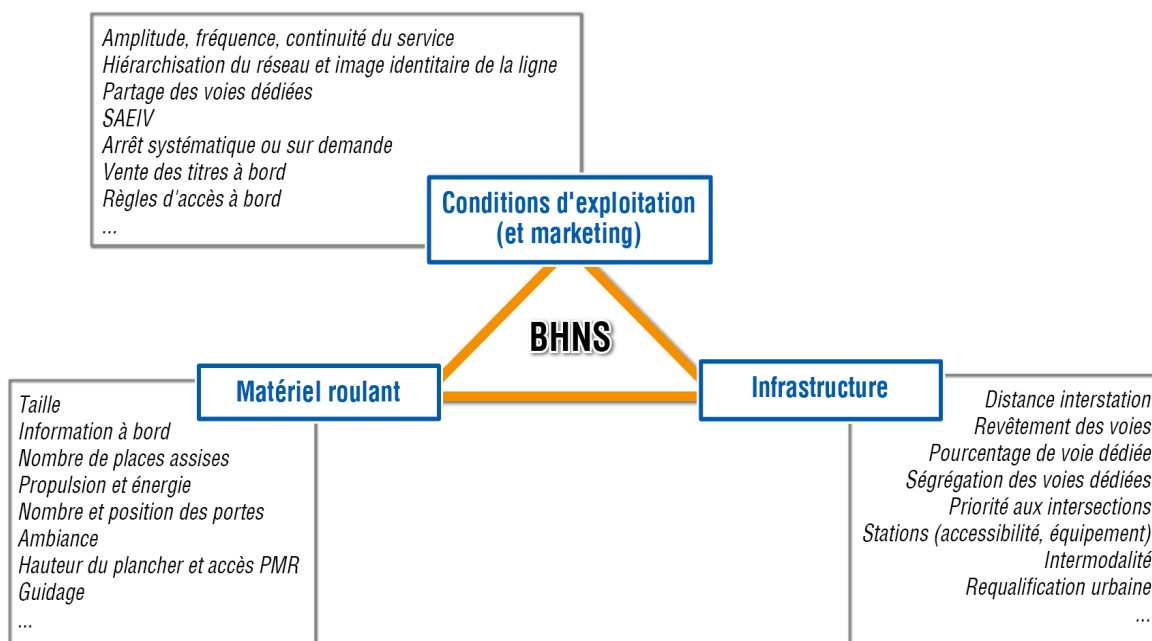 Amplitude, fréquence, continuité du service
Hiérarchisation du réseau et image identitaire de la ligne
Partage des voies dédiées
SAEIV
Arrêt systématique ou sur demande
Vente des titres à bord
Règles d'accès à bord
...
Conditions d'exploitation
(et marketing)
BHNS
Matériel roulant
Taille
Information à bord
Nombre de places assises
Propulsion et énergie
Nombre et position des portes
Ambiance
Hauteur du plancher et accès PMR
Guidage
...
Infrastructure
Distance interstation
Revêtement des voies
Pourcentage de voie dédiée
Ségrégation des voies dédiées
Priorité aux intersections
Stations (accessibilité, équipement)
Intermodalité
Requalification urbaine
...